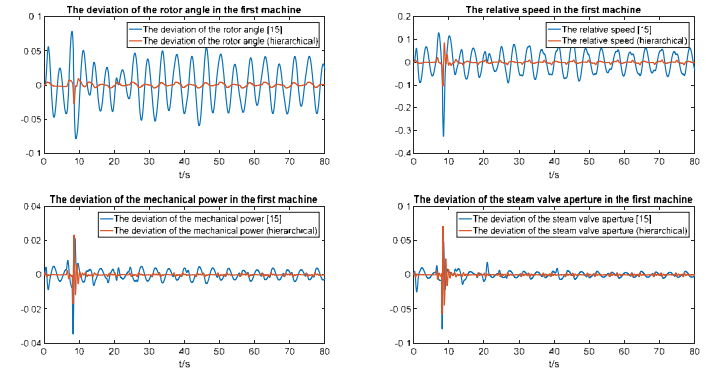 The deviation of the rotor angle in the first machine
0.1
0.05
0
-0.05
-0.1
The deviation of the rotor angle [15]
The deviation of the rotor angle (hierarchical)
0 10 20 30 40 50 60 70 80
t/s
The relative speed in the first machine
0.2
0.1
0
-0.1
-0.2
-0.3
-0.4
The relative speed [15]
The relative speed (hierarchical)
0 10 20 30 40 50 60 70 80
t/s
The deviation of the mechanical power in the first machine
0.04
0.02
0
-0.02
-0.04
The deviation of the mechanical power [15]
The deviation of the mechanical power (hierarchical)
0 10 20 30 40 50 60 70 80
t/s
The deviation of the steam valve aperture in the first machine
0.1
0.05
0
-0.05
-0.1
The deviation of the steam valve aperture [15]
The deviation of the steam valve aperture (hierarchical)
0 10 20 30 40 50 60 70 80
t/s